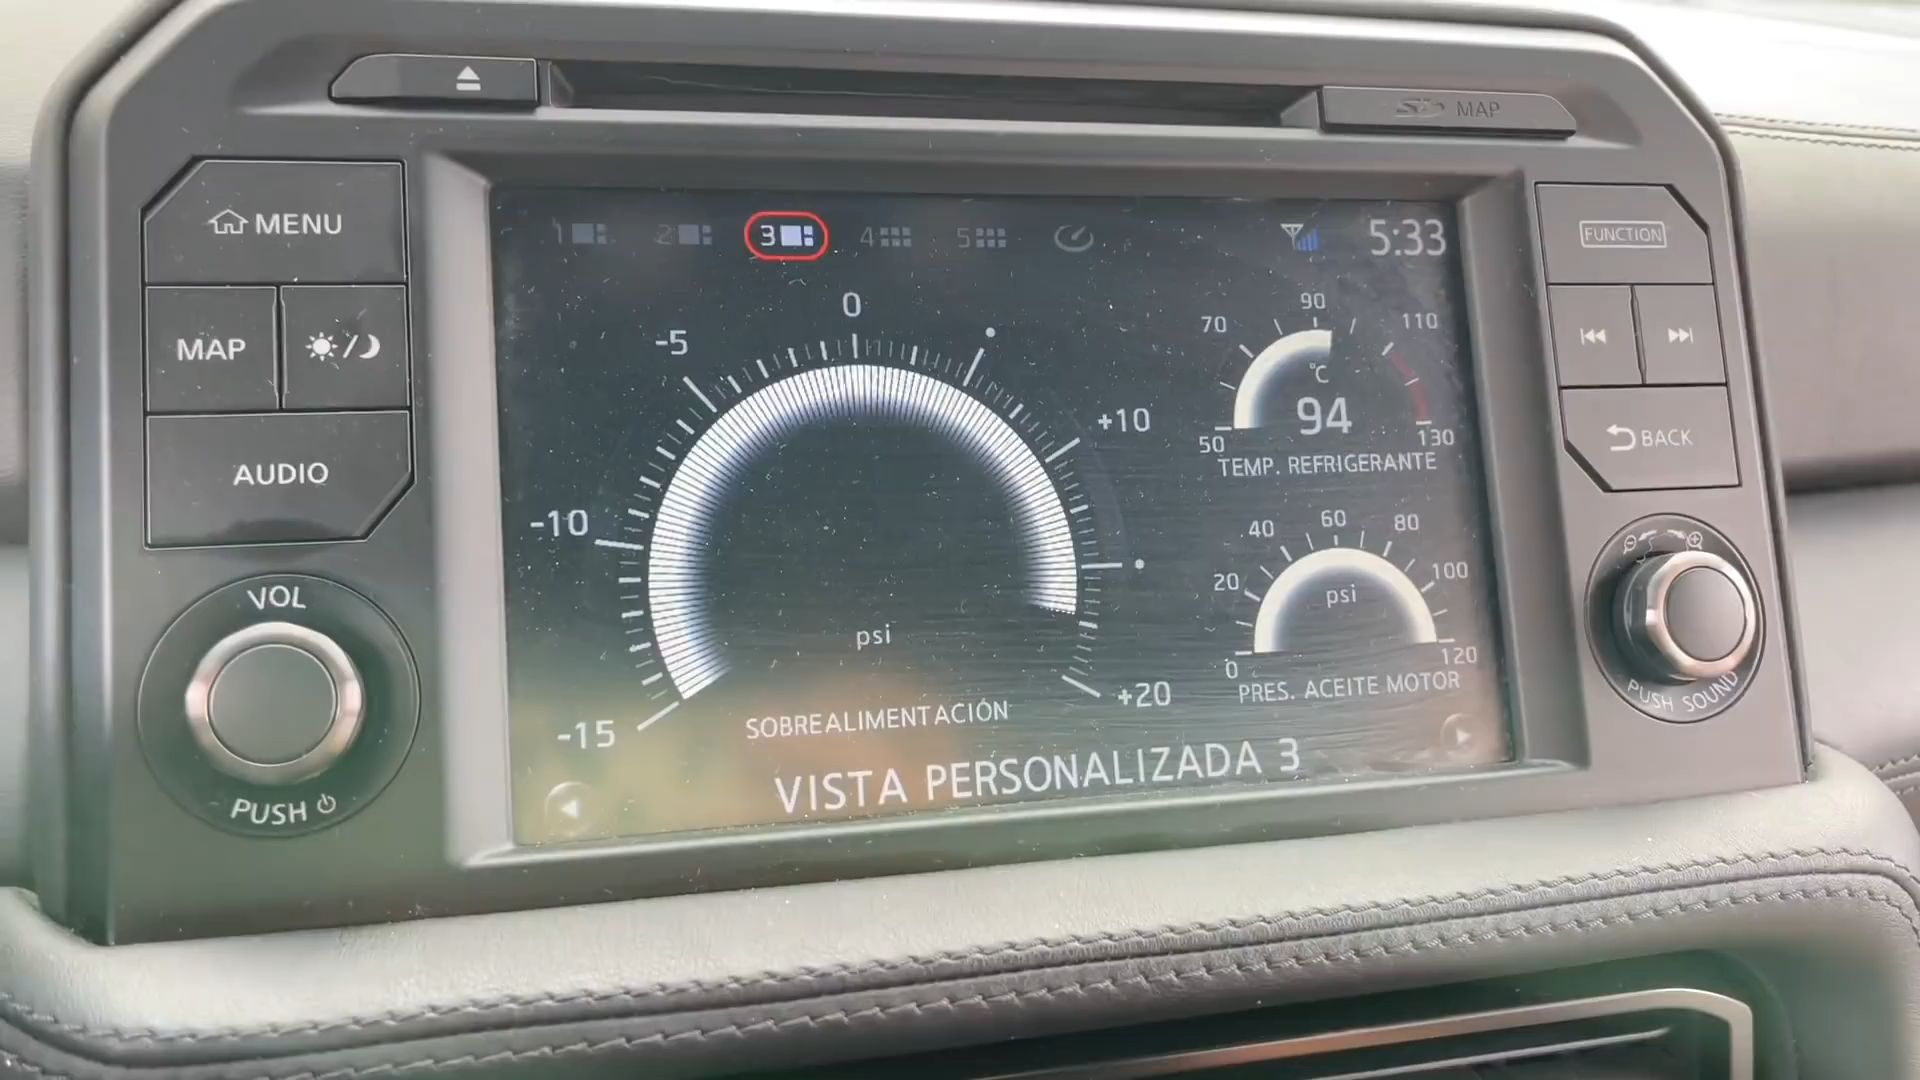 MAP
MENU
FUNCTION
1 2 3 4 5
5:33
MAP
AUDIO
BACK
0
-5
+10
-10
-15
+20
psi
SOBREALIMENTACIÓN
70
90
110
°C
94
50
130
TEMP. REFRIGERANTE
20
40
60
80
100
psi
0
120
PRES. ACEITE MOTOR
VISTA PERSONALIZADA 3
VOL
PUSH
PUSH SOUND